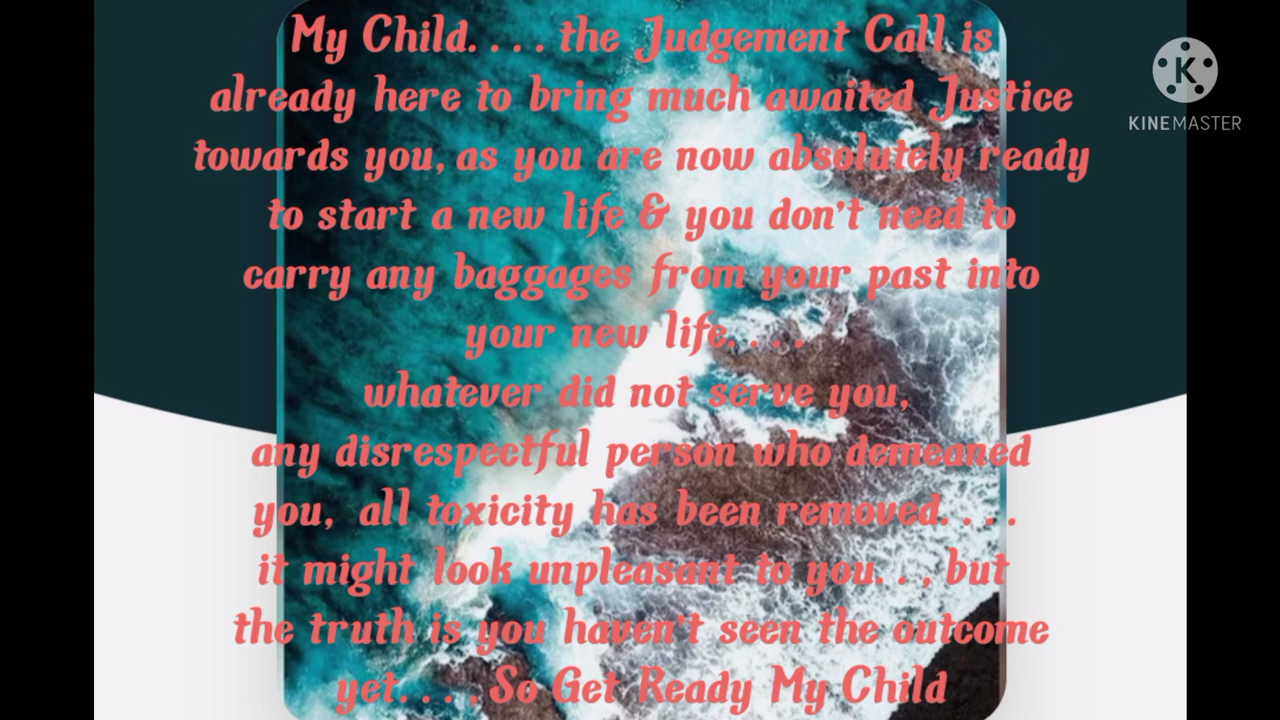 My Child. . . . the Judgement Call is
already here to bring much awaited Justice
towards you, as you are now absolutely ready
to start a new life & you don't need to
carry any baggages from your past into
your new life. . . .
whatever did not serve you,
any disrespectful person who demeaned
you, all toxicity has been removed. . . .
it might look unpleasant to you. . . but
the truth is you haven't seen the outcome
yet. . . . So Get Ready My Child
K
KINEMASTER